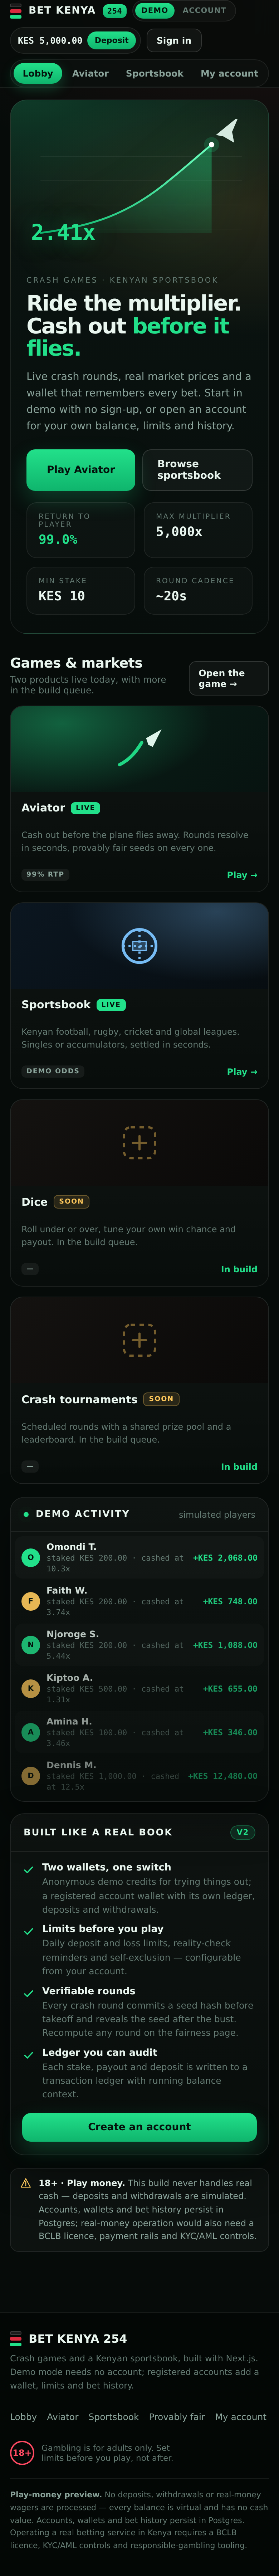 BET KENYA 254 DEMO ACCOUNT
KES 5,000.00 Deposit Sign in
Lobby Aviator Sportsbook My account
2.41x
CRASH GAMES · KENYAN SPORTSBOOK
Ride the multiplier.
Cash out before it
flies.
Live crash rounds, real market prices and a
wallet that remembers every bet. Start in
demo with no sign-up, or open an account
for your own balance, limits and history.
Play Aviator
Browse
sportsbook
RETURN TO
PLAYER
99.0%
MAX MULTIPLIER
5,000x
MIN STAKE
KES 10
ROUND CADENCE
~20s
Games & markets
Two products live today, with more
in the build queue.
Open the
game →
Aviator LIVE
Cash out before the plane flies away. Rounds resolve
in seconds, provably fair seeds on every one.
99% RTP Play →
Sportsbook LIVE
Kenyan football, rugby, cricket and global leagues.
Singles or accumulators, settled in seconds.
DEMO ODDS Play →
Dice SOON
Roll under or over, tune your own win chance and
payout. In the build queue.
— In build
Crash tournaments SOON
Scheduled rounds with a shared prize pool and a
leaderboard. In the build queue.
— In build
DEMO ACTIVITY simulated players
O Omondi T.
staked KES 200.00 · cashed at +KES 2,068.00
10.3x
F Faith W.
staked KES 200.00 · cashed at +KES 748.00
3.74x
N Njoroge S.
staked KES 200.00 · cashed at +KES 1,088.00
5.44x
K Kiptoo A.
staked KES 500.00 · cashed at +KES 655.00
1.31x
A Amina H.
staked KES 100.00 · cashed at +KES 346.00
3.46x
D Dennis M.
staked KES 1,000.00 · cashed +KES 12,480.00
at 12.5x
BUILT LIKE A REAL BOOK V2
Two wallets, one switch
Anonymous demo credits for trying things out;
a registered account wallet with its own ledger,
deposits and withdrawals.
Limits before you play
Daily deposit and loss limits, reality-check
reminders and self-exclusion — configurable
from your account.
Verifiable rounds
Every crash round commits a seed hash before
takeoff and reveals the seed after the bust.
Recompute any round on the fairness page.
Ledger you can audit
Each stake, payout and deposit is written to a
transaction ledger with running balance
context.
Create an account
18+ · Play money. This build never handles real
cash — deposits and withdrawals are simulated.
Accounts, wallets and bet history persist in
Postgres; real-money operation would also need a
BCLB licence, payment rails and KYC/AML controls.
BET KENYA 254
Crash games and a Kenyan sportsbook, built with Next.js.
Demo mode needs no account; registered accounts add a
wallet, limits and bet history.
Lobby Aviator Sportsbook Provably fair My account
18+ Gambling is for adults only. Set
limits before you play, not after.
Play-money preview. No deposits, withdrawals or real-money
wagers are processed — every balance is virtual and has no cash
value. Accounts, wallets and bet history persist in Postgres.
Operating a real betting service in Kenya requires a BCLB
licence, KYC/AML controls and responsible-gambling tooling.